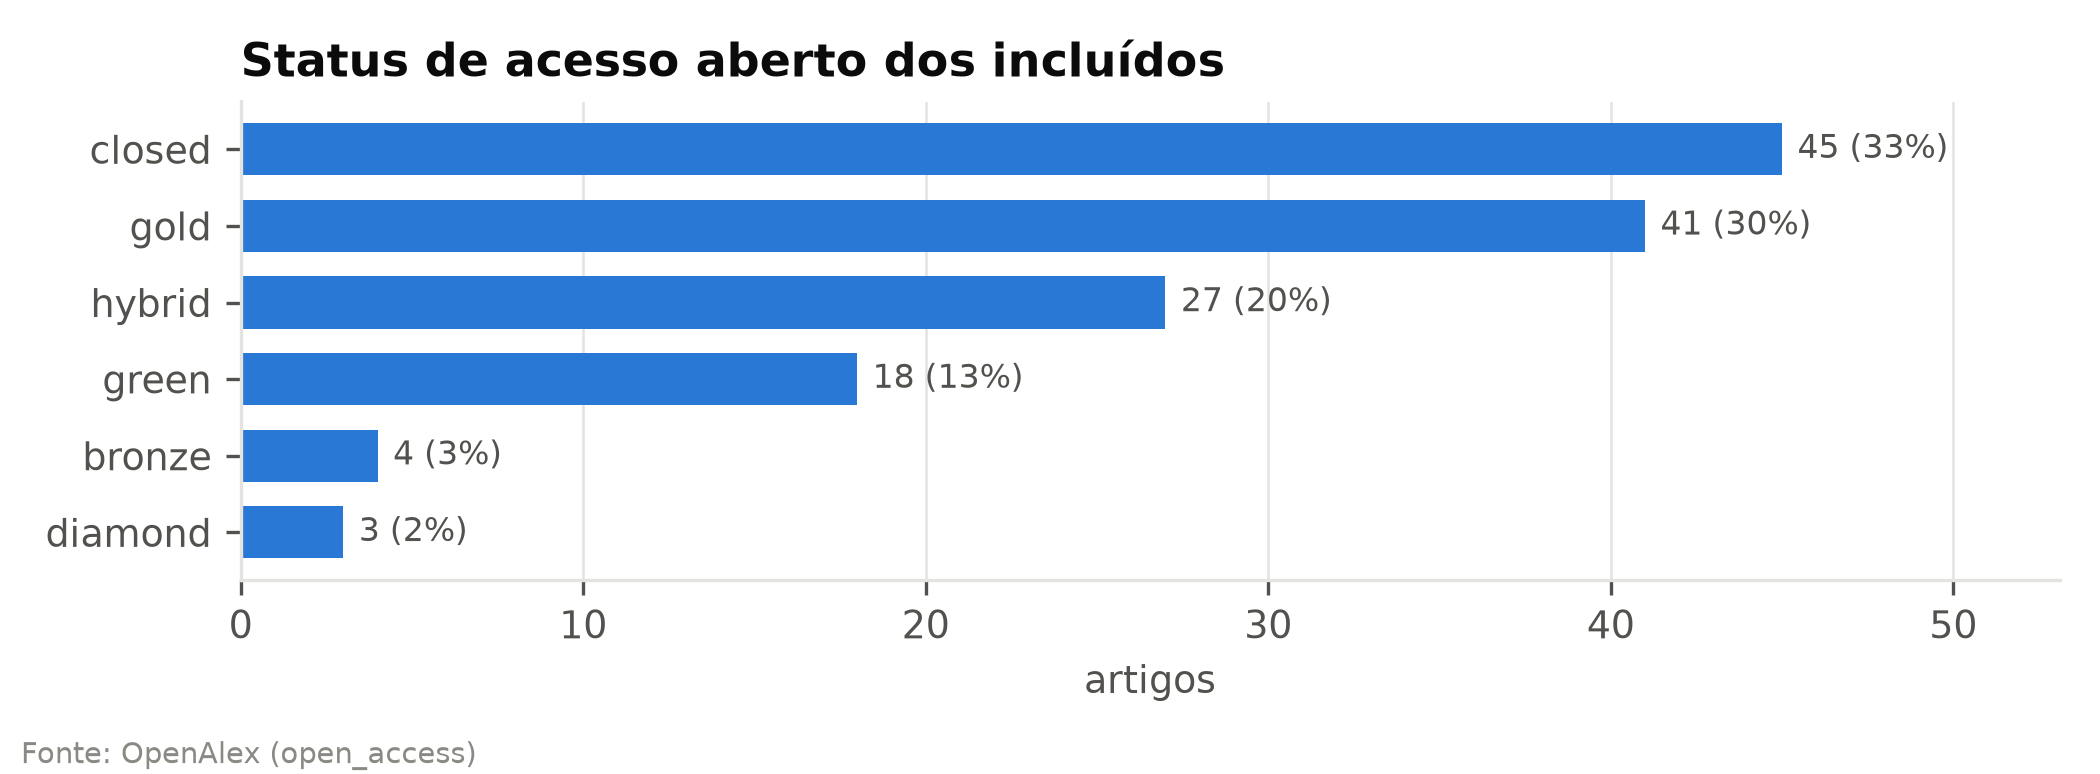 Status de acesso aberto dos incluídos
closed 45 (33%)
gold 41 (30%)
hybrid 27 (20%)
green 18 (13%)
bronze 4 (3%)
diamond 3 (2%)
0 10 20 30 40 50
artigos
Fonte: OpenAlex (open_access)